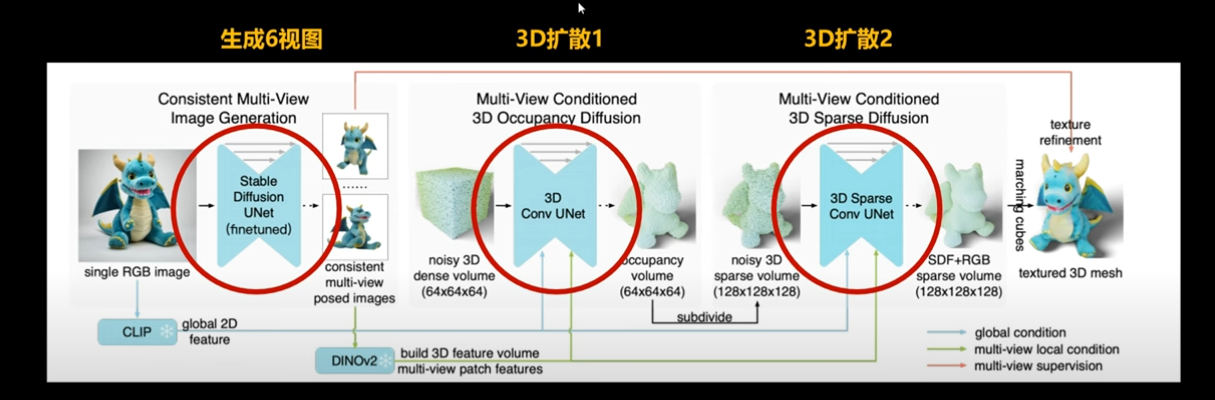 生成6视图
3D扩散1
3D扩散2
Consistent Multi-View
Image Generation
Multi-View Conditioned
3D Occupancy Diffusion
Multi-View Conditioned
3D Sparse Diffusion
texture
refinement
marching cubes
Stable
Diffusion
UNet
(finetuned)
......
3D
Conv UNet
3D Sparse
Conv UNet
single RGB image
consistent
multi-view
posed images
noisy 3D
dense volume
(64x64x64)
occupancy
volume
(64x64x64)
noisy 3D
sparse volume
(128x128x128)
SDF+RGB
sparse volume
(128x128x128)
textured 3D mesh
subdivide
CLIP
global 2D
feature
DINOv2
build 3D feature volume
multi-view patch features
global condition
multi-view local condition
multi-view supervision